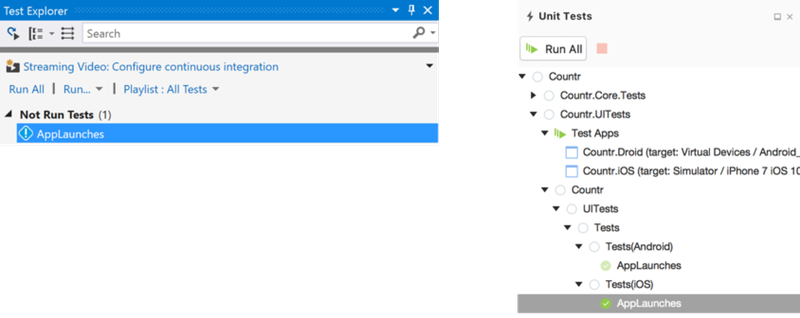 Test Explorer
Search
Streaming Video: Configure continuous integration
Run All | Run... | Playlist : All Tests
Not Run Tests (1)
AppLaunches
Unit Tests
Run All
Countr
Countr.Core.Tests
Countr.UITests
Test Apps
Countr.Droid (target: Virtual Devices / Android_
Countr.iOS (target: Simulator / iPhone 7 iOS 10
Countr
UITests
Tests
Tests(Android)
AppLaunches
Tests(iOS)
AppLaunches